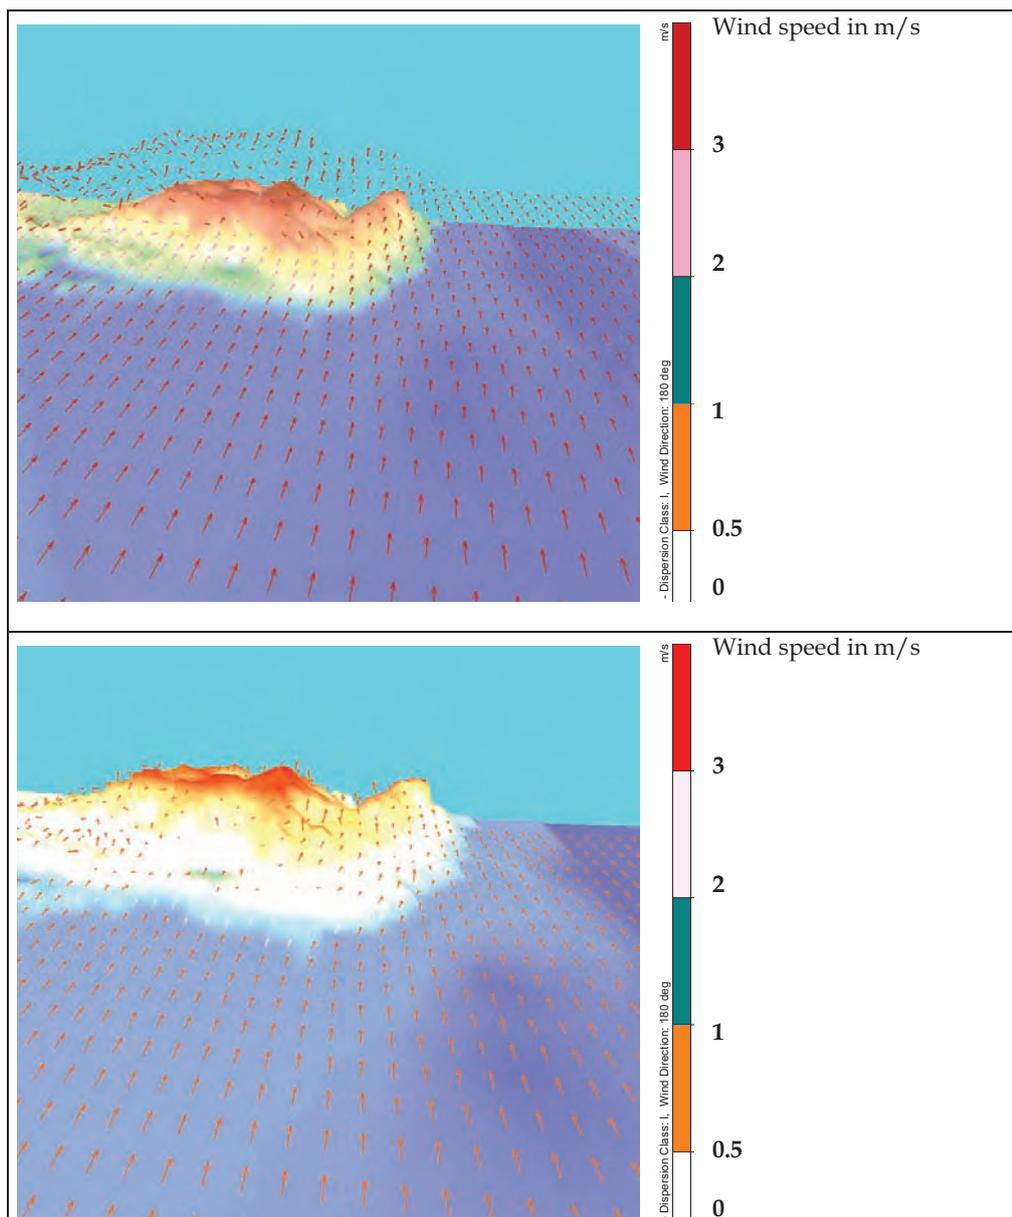 Wind speed in m/s
m/s
3
2
1
0.5
0
- Dispersion Class: I, Wind Direction: 180 deg
Wind speed in m/s
m/s
3
2
1
0.5
0
- Dispersion Class: I, Wind Direction: 180 deg